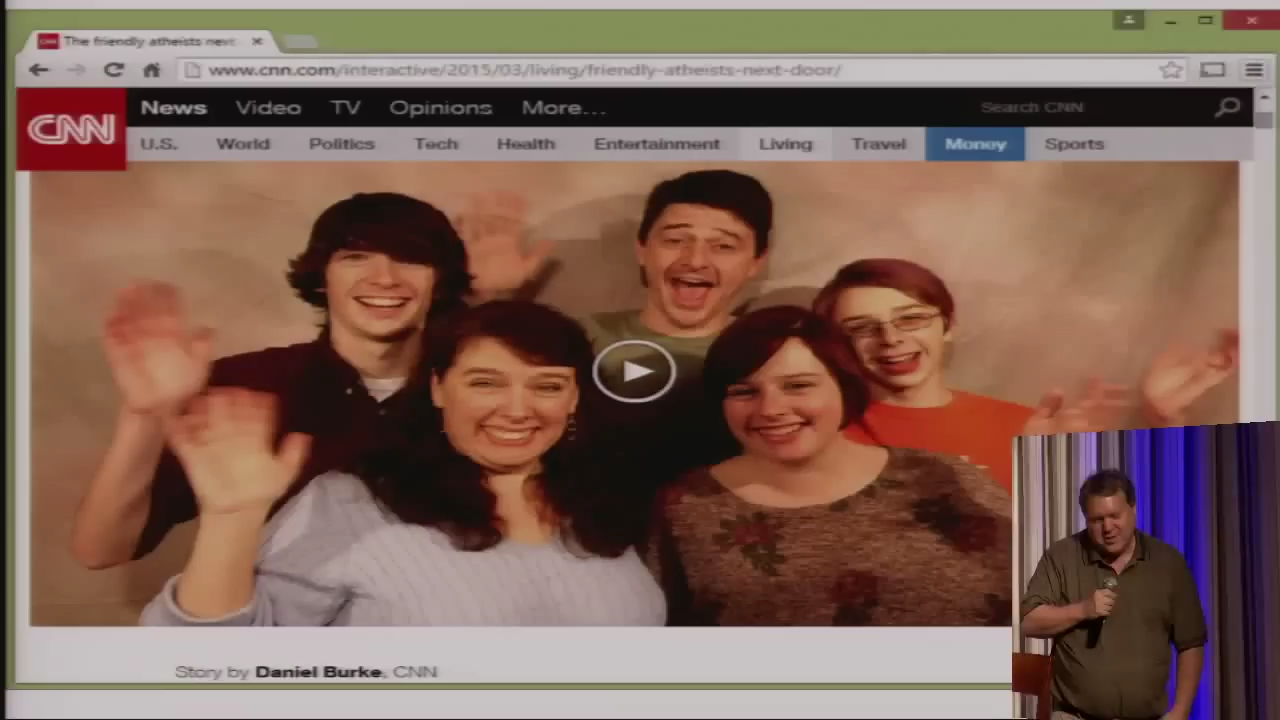 The friendly atheists next
www.cnn.com/interactive/2015/03/living/friendly-atheists-next-door/
CNN
News Video TV Opinions More... Search CNN
U.S. World Politics Tech Health Entertainment Living Travel Money Sports
Story by Daniel Burke, CNN